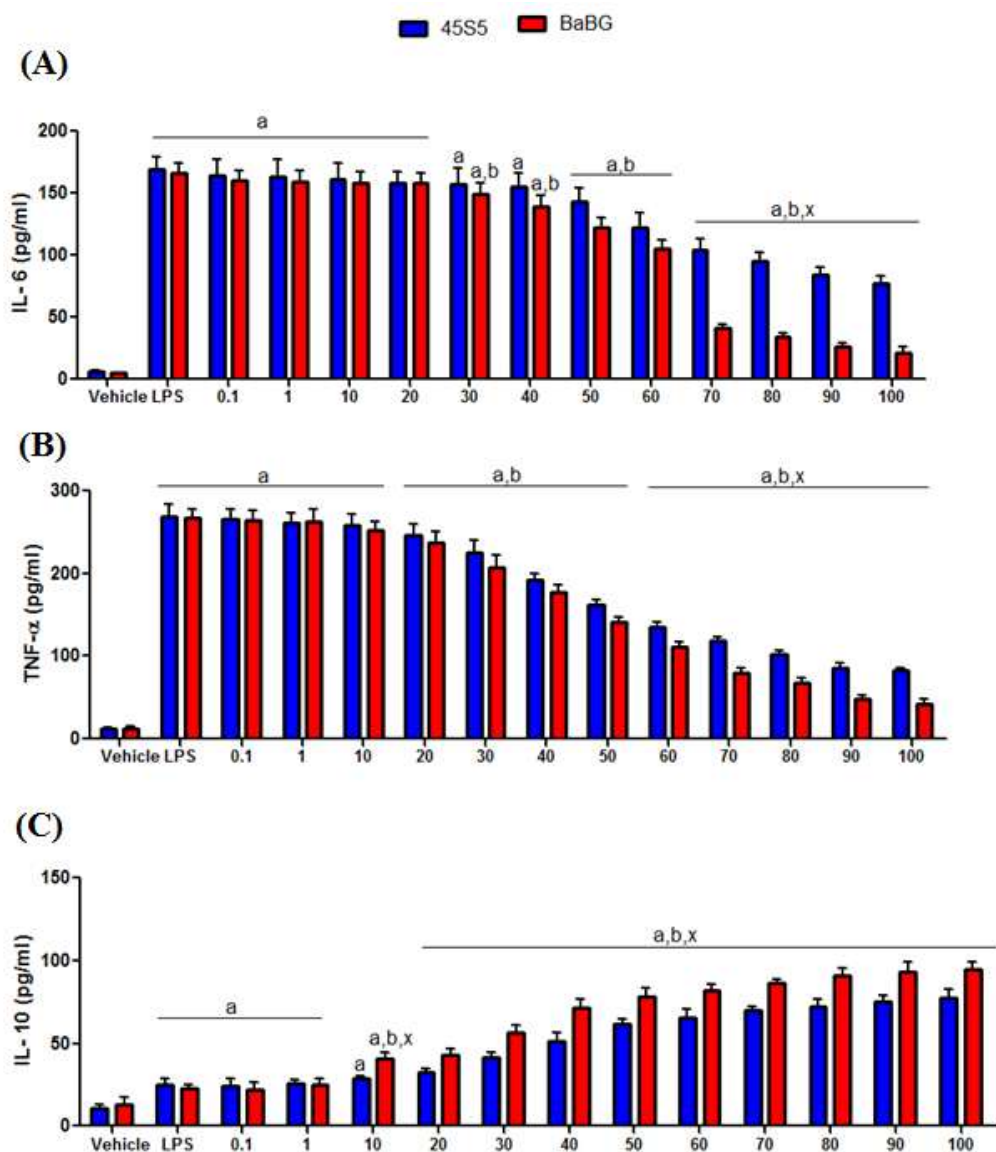 45S5 BaBG
(A)
a
a a,b a a,b a,b a,b,x
200
150
100
50
0
IL- 6 (pg/ml)
Vehicle LPS 0.1 1 10 20 30 40 50 60 70 80 90 100
(B)
a a,b a,b,x
300
200
100
0
TNF-α (pg/ml)
Vehicle LPS 0.1 1 10 20 30 40 50 60 70 80 90 100
(C)
a a a,b,x a,b,x
150
100
50
0
IL- 10 (pg/ml)
Vehicle LPS 0.1 1 10 20 30 40 50 60 70 80 90 100